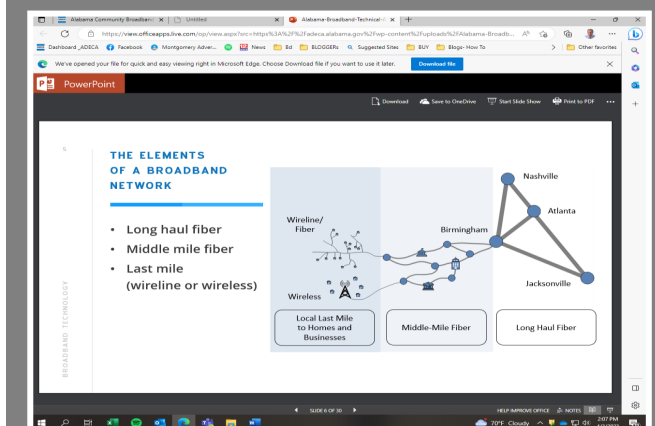 Alabama Community Broadband
Untitled
Alabama-Broadband-Technical-A
https://view.officeapps.live.com/op/view.aspx?src=https%3A%2F%2Fadeca.alabama.gov%2Fwp-content%2Fuploads%2FAlabama-Broadb...
Dashboard _ADECA
Facebook
Montgomery Adver...
News
Bd
BLOGGERs
Suggested Sites
BUY
Blogs- How To
Other favorites
We've opened your file for quick and easy viewing right in Microsoft Edge. Choose Download file if you want to use it later.
Download file
PowerPoint
Download
Save to OneDrive
Start Slide Show
Print to PDF
THE ELEMENTS
OF A BROADBAND
NETWORK
• Long haul fiber
• Middle mile fiber
• Last mile
(wireline or wireless)
BROADBAND TECHNOLOGY
Wireline/
Fiber
Wireless
Birmingham
Nashville
Atlanta
Jacksonville
Local Last Mile
to Homes and
Businesses
Middle-Mile Fiber
Long Haul Fiber
SLIDE 6 OF 30
HELP IMPROVE OFFICE
NOTES
70°F Cloudy
2:07 PM